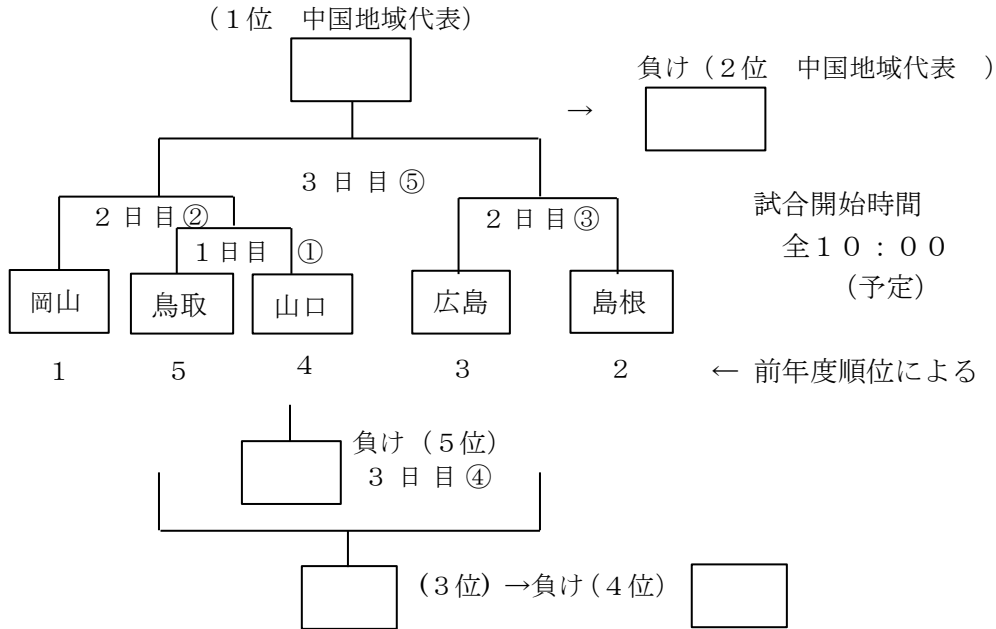 （１位　中国地域代表）
負け（２位　中国地域代表　）
→
３日目⑤
２日目②
２日目③
試合開始時間
１日目　①
全１０：００
（予定）
岡山　鳥取　山口　広島　島根
１　５　４　３　２　← 前年度順位による
負け（５位）
３日目④
（３位）→負け（４位）